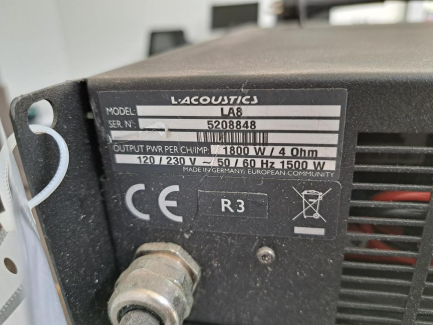 L-ACOUSTICS
MODEL: LA8
SER. Nº: 5208848
OUTPUT PWR PER CH/IMP: 1800 W / 4 Ohm
120 / 230 V ~ 50 / 60 Hz 1500 W
MADE IN GERMANY: EUROPEAN-COMMUNITY
CE R3